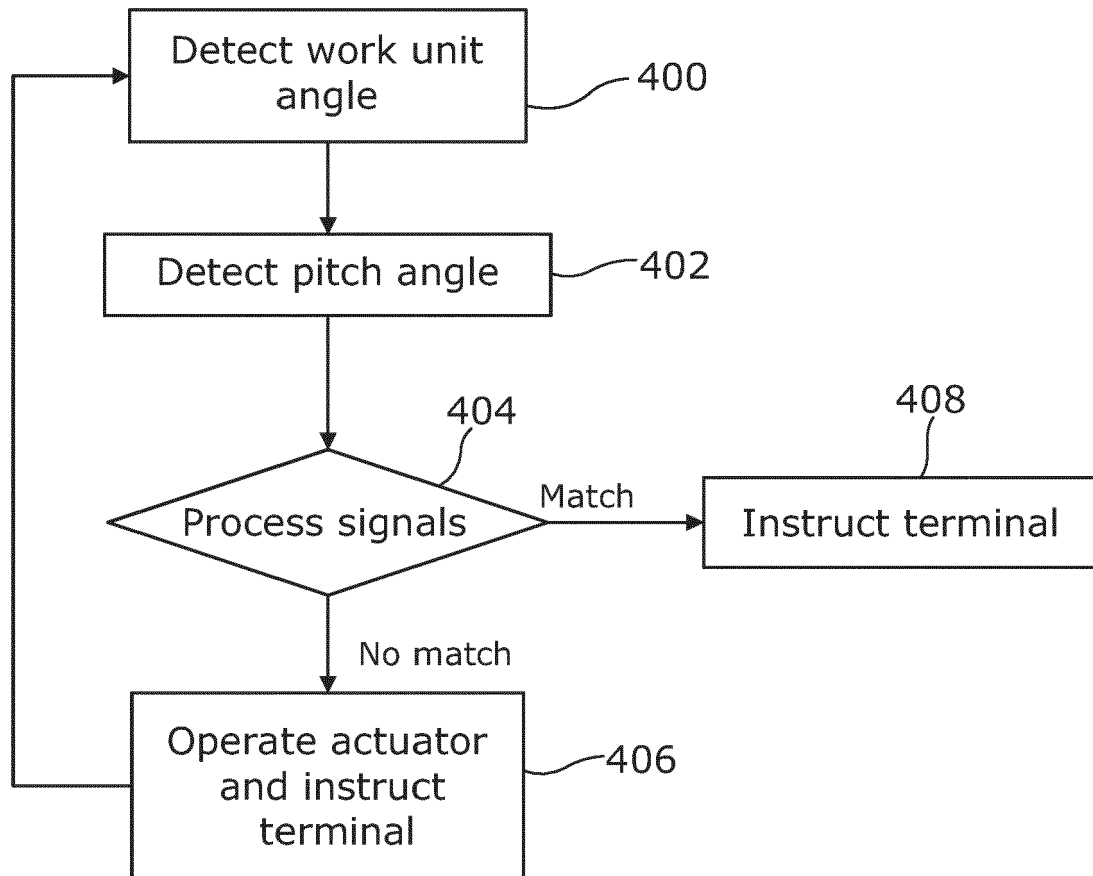 Detect work unit
angle
400
Detect pitch angle
402
404
408
Process signals
Match
Instruct terminal
No match
Operate actuator
and instruct
terminal
406